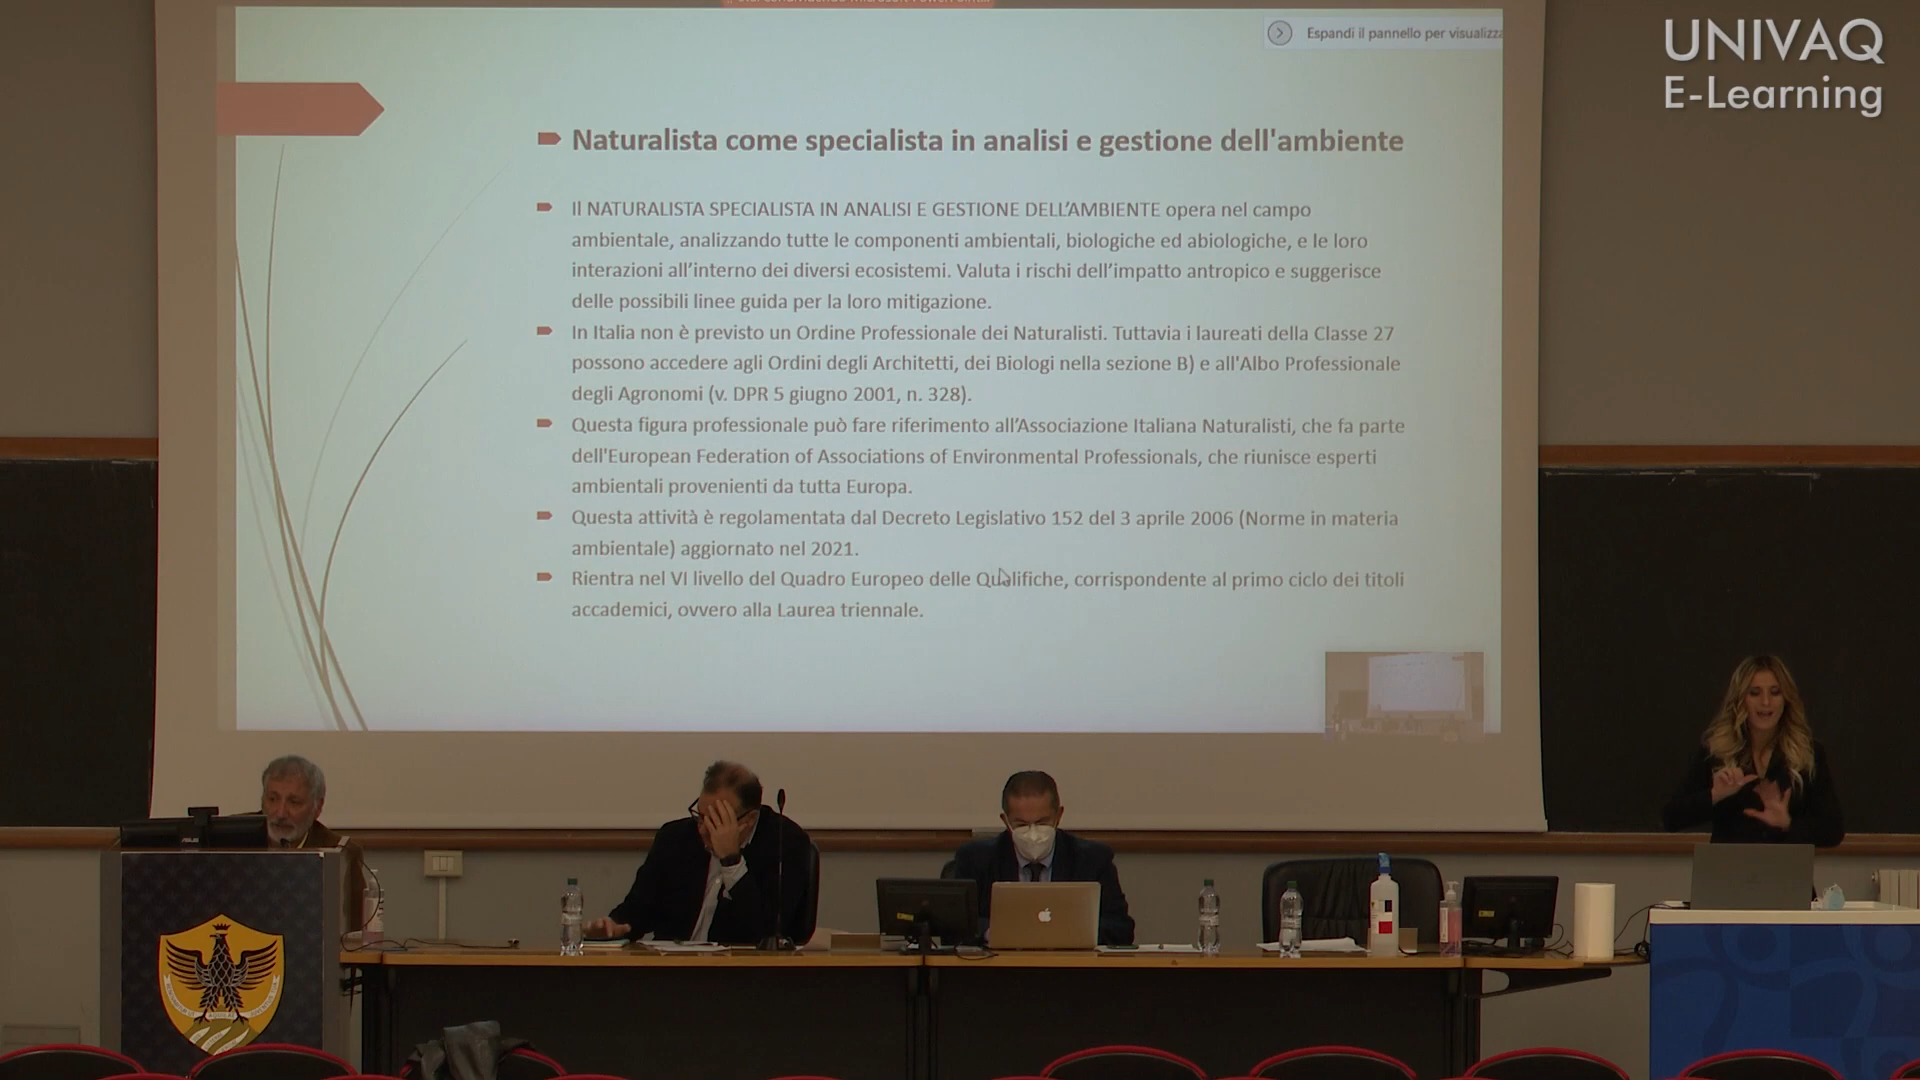 Espandi il pannello per visualizza
UNIVAQ
E-Learning
Naturalista come specialista in analisi e gestione dell'ambiente
Il NATURALISTA SPECIALISTA IN ANALISI E GESTIONE DELL’AMBIENTE opera nel campo
ambientale, analizzando tutte le componenti ambientali, biologiche ed abiologiche, e le loro
interazioni all’interno dei diversi ecosistemi. Valuta i rischi dell’impatto antropico e suggerisce
delle possibili linee guida per la loro mitigazione.
In Italia non è previsto un Ordine Professionale dei Naturalisti. Tuttavia i laureati della Classe 27
possono accedere agli Ordini degli Architetti, dei Biologi nella sezione B) e all'Albo Professionale
degli Agronomi (v. DPR 5 giugno 2001, n. 328).
Questa figura professionale può fare riferimento all’Associazione Italiana Naturalisti, che fa parte
dell'European Federation of Associations of Environmental Professionals, che riunisce esperti
ambientali provenienti da tutta Europa.
Questa attività è regolamentata dal Decreto Legislativo 152 del 3 aprile 2006 (Norme in materia
ambientale) aggiornato nel 2021.
Rientra nel VI livello del Quadro Europeo delle Qualifiche, corrispondente al primo ciclo dei titoli
accademici, ovvero alla Laurea triennale.